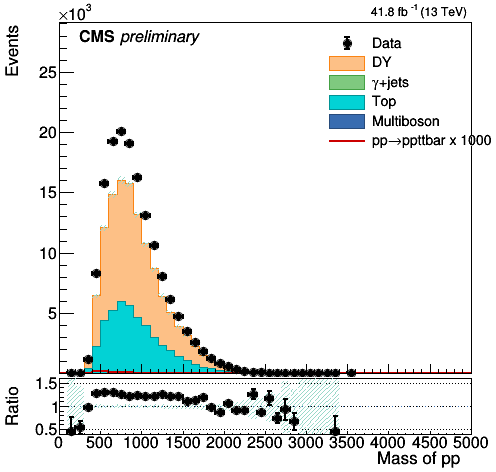 ×10³
41.8 fb⁻¹ (13 TeV)
CMS preliminary
Events
25
20
15
10
5
0
Data
DY
γ+jets
Top
Multiboson
pp→ppttbar x 1000
Ratio
1.5
1
0.5
0 500 1000 1500 2000 2500 3000 3500 4000 4500 5000
Mass of pp